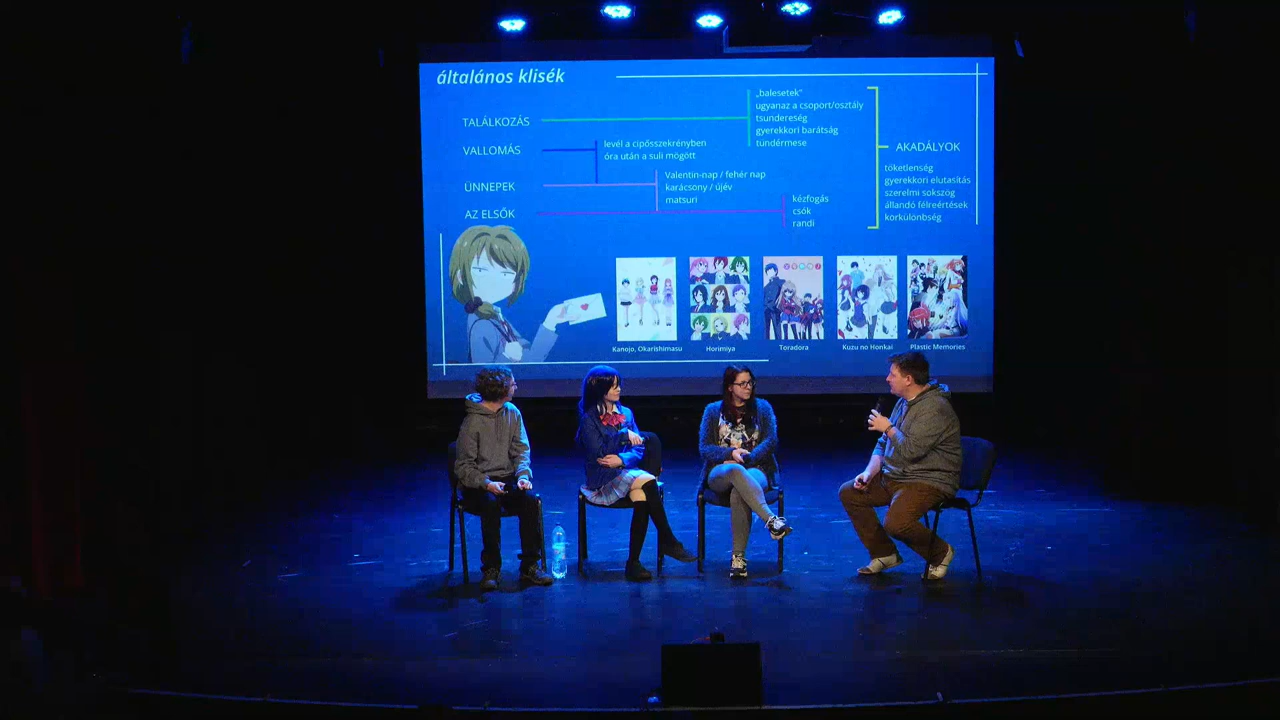 általános klisék
TALÁLKOZÁS
„balesetek"
ugyanaz a csoport/osztály
tsundereség
gyerekkori barátság
tündérmese
VALLOMÁS
levél a cipősszekrényben
óra után a suli mögött
ÜNNEPEK
Valentin-nap / fehér nap
karácsony / újév
matsuri
AZ ELSŐK
kézfogás
csók
randi
AKADÁLYOK
töketlenség
gyerekkori elutasítás
szerelmi sokszög
állandó félreértések
korkülönbség
Kanojo, Okarishimasu
Horimiya
Toradora
Kuzu no Honkai
Plastic Memories